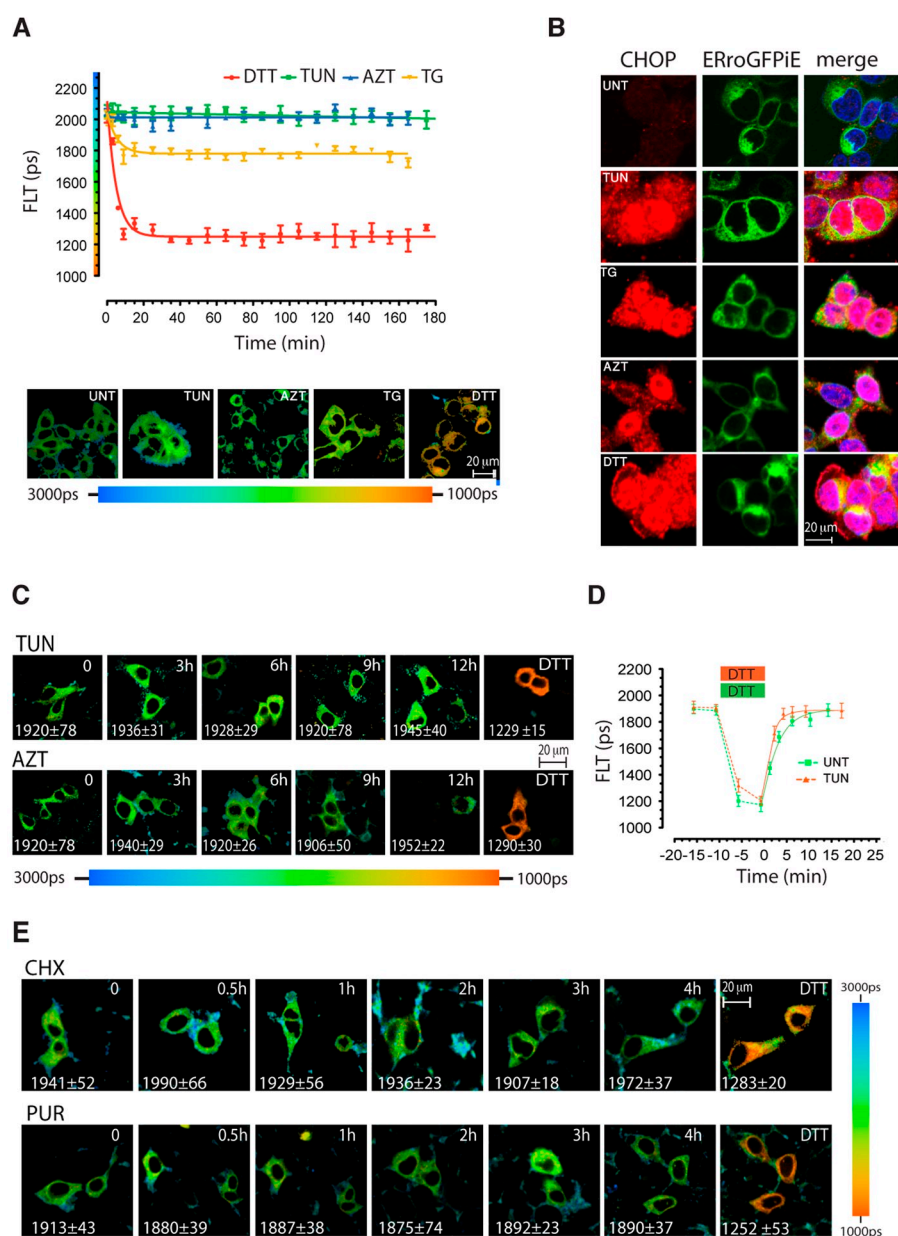 A
DTT TUN AZT TG
2200
2000
1800
1600
1400
1200
1000
FLT (ps)
0 20 40 60 80 100 120 140 160 180
Time (min)
UNT TUN AZT TG DTT
20 µm
3000ps 1000ps
B
CHOP ERroGFPiE merge
UNT
TUN
TG
AZT
DTT
20 µm
C
TUN
0 3h 6h 9h 12h DTT
1920±78 1936±31 1928±29 1920±78 1945±40 1229 ±15
AZT
20 µm
0 3h 6h 9h 12h DTT
1920±78 1940±29 1920±26 1906±50 1952±22 1290±30
3000ps 1000ps
D
2200
2000
1800
1600
1400
1200
1000
FLT (ps)
DTT
DTT
UNT
TUN
-20 -15 -10 -5 0 5 10 15 20 25
Time (min)
E
CHX
0 0.5h 1h 2h 3h 4h DTT
20 µm
1941±52 1990±66 1929±56 1936±23 1907±18 1972±37 1283±20
PUR
0 0.5h 1h 2h 3h 4h DTT
1913±43 1880±39 1887±38 1875±74 1892±23 1890±37 1252 ±53
3000ps
1000ps